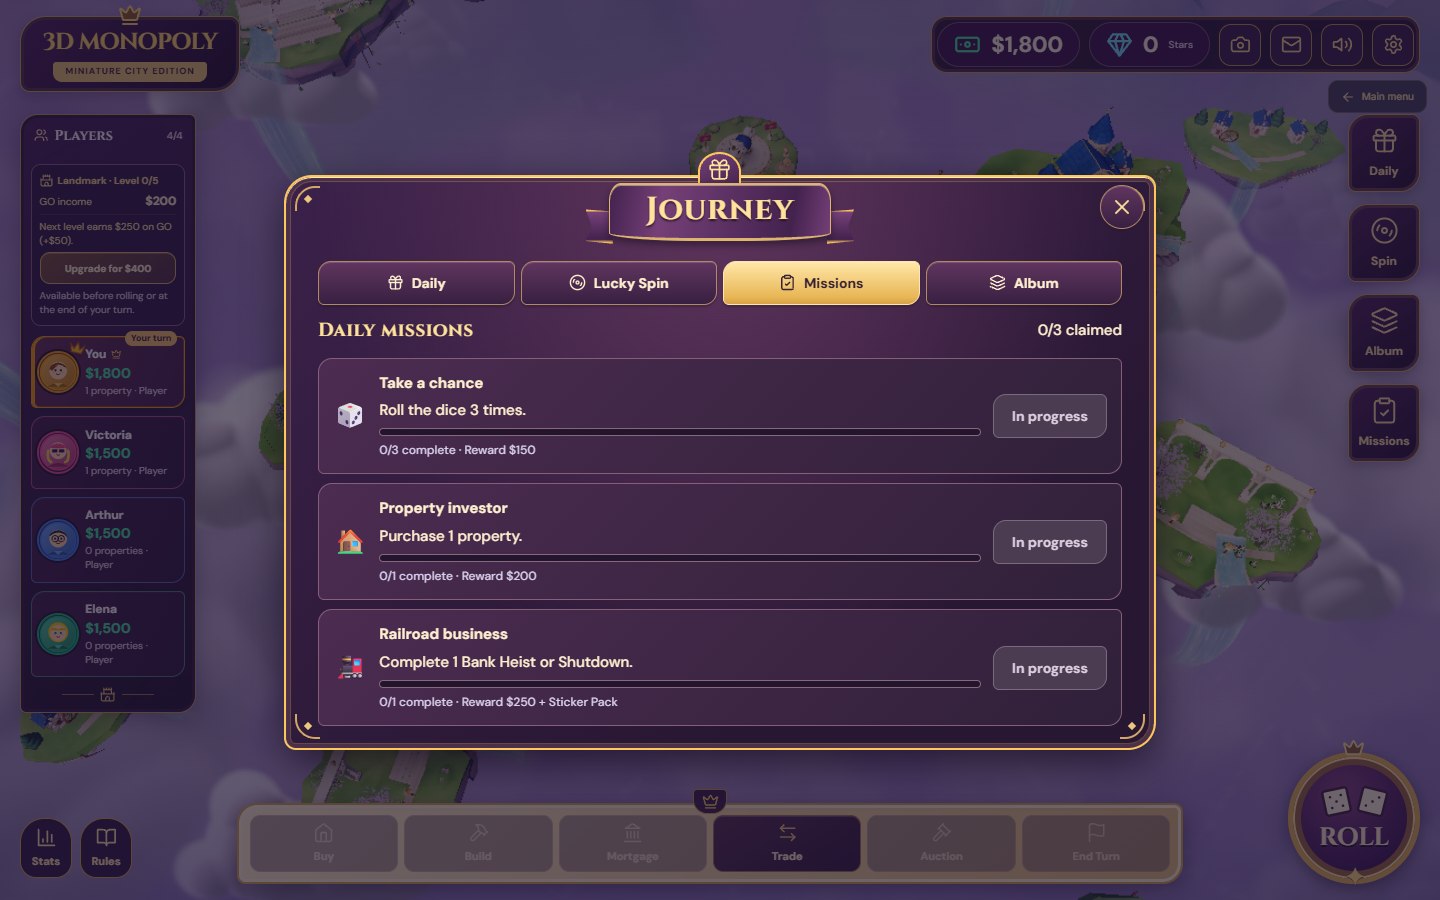 3D MONOPOLY
MINIATURE CITY EDITION
$1,800
0 Stars
Main menu
PLAYERS 4/4
Landmark · Level 0/5
GO income $200
Next level earns $250 on GO
(+$50).
Upgrade for $400
Available before rolling or at
the end of your turn.
Your turn
You
$1,800
1 property · Player
Victoria
$1,500
1 property · Player
Arthur
$1,500
0 properties ·
Player
Elena
$1,500
0 properties ·
Player
JOURNEY
Daily
Lucky Spin
Missions
Album
DAILY MISSIONS
0/3 claimed
Take a chance
Roll the dice 3 times.
0/3 complete · Reward $150
In progress
Property investor
Purchase 1 property.
0/1 complete · Reward $200
In progress
Railroad business
Complete 1 Bank Heist or Shutdown.
0/1 complete · Reward $250 + Sticker Pack
In progress
Daily
Spin
Album
Missions
Stats
Rules
Buy
Build
Mortgage
Trade
Auction
End Turn
ROLL